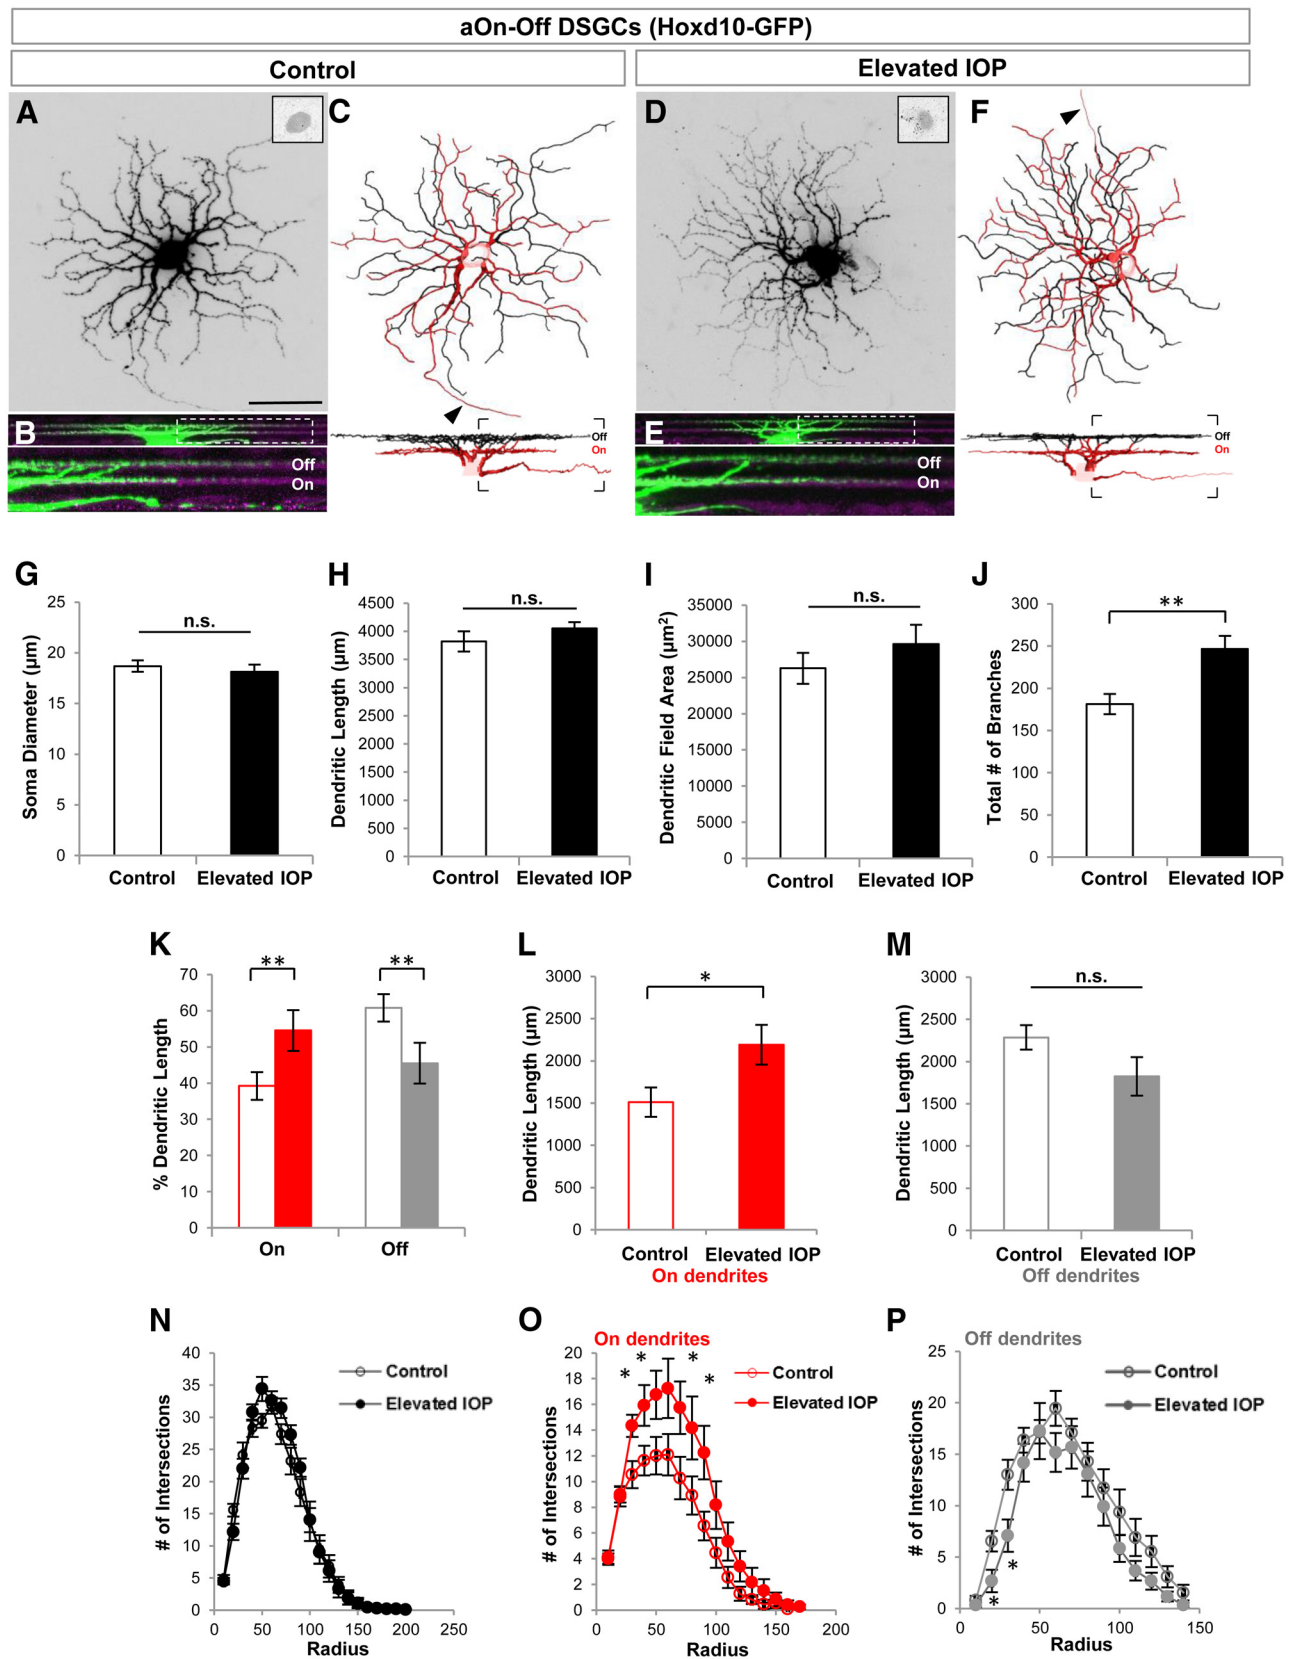 aOn-Off DSGCs (Hoxd10-GFP)
Control
Elevated IOP
A
C
D
F
B
Off
On
Off
On
E
Off
On
Off
On
G
Soma Diameter (µm)
25
20
15
10
5
0
n.s.
Control Elevated IOP
H
Dendritic Length (µm)
4500
4000
3500
3000
2500
2000
1500
1000
500
0
n.s.
Control Elevated IOP
I
Dendritic Field Area (µm²)
35000
30000
25000
20000
15000
10000
5000
0
n.s.
Control Elevated IOP
J
Total # of Branches
300
250
200
150
100
50
0
**
Control Elevated IOP
K
% Dendritic Length
70
60
50
40
30
20
10
0
** **
On Off
L
Dendritic Length (µm)
3000
2500
2000
1500
1000
500
0
*
Control Elevated IOP
On dendrites
M
Dendritic Length (µm)
3000
2500
2000
1500
1000
500
0
n.s.
Control Elevated IOP
Off dendrites
N
# of Intersections
40
35
30
25
20
15
10
5
0
Control
Elevated IOP
0 50 100 150 200 250
Radius
O
On dendrites
# of Intersections
20
18
16
14
12
10
8
6
4
2
0
* * * *
Control
Elevated IOP
0 50 100 150 200
Radius
P
Off dendrites
# of Intersections
25
20
15
10
5
0
* *
Control
Elevated IOP
0 50 100 150
Radius